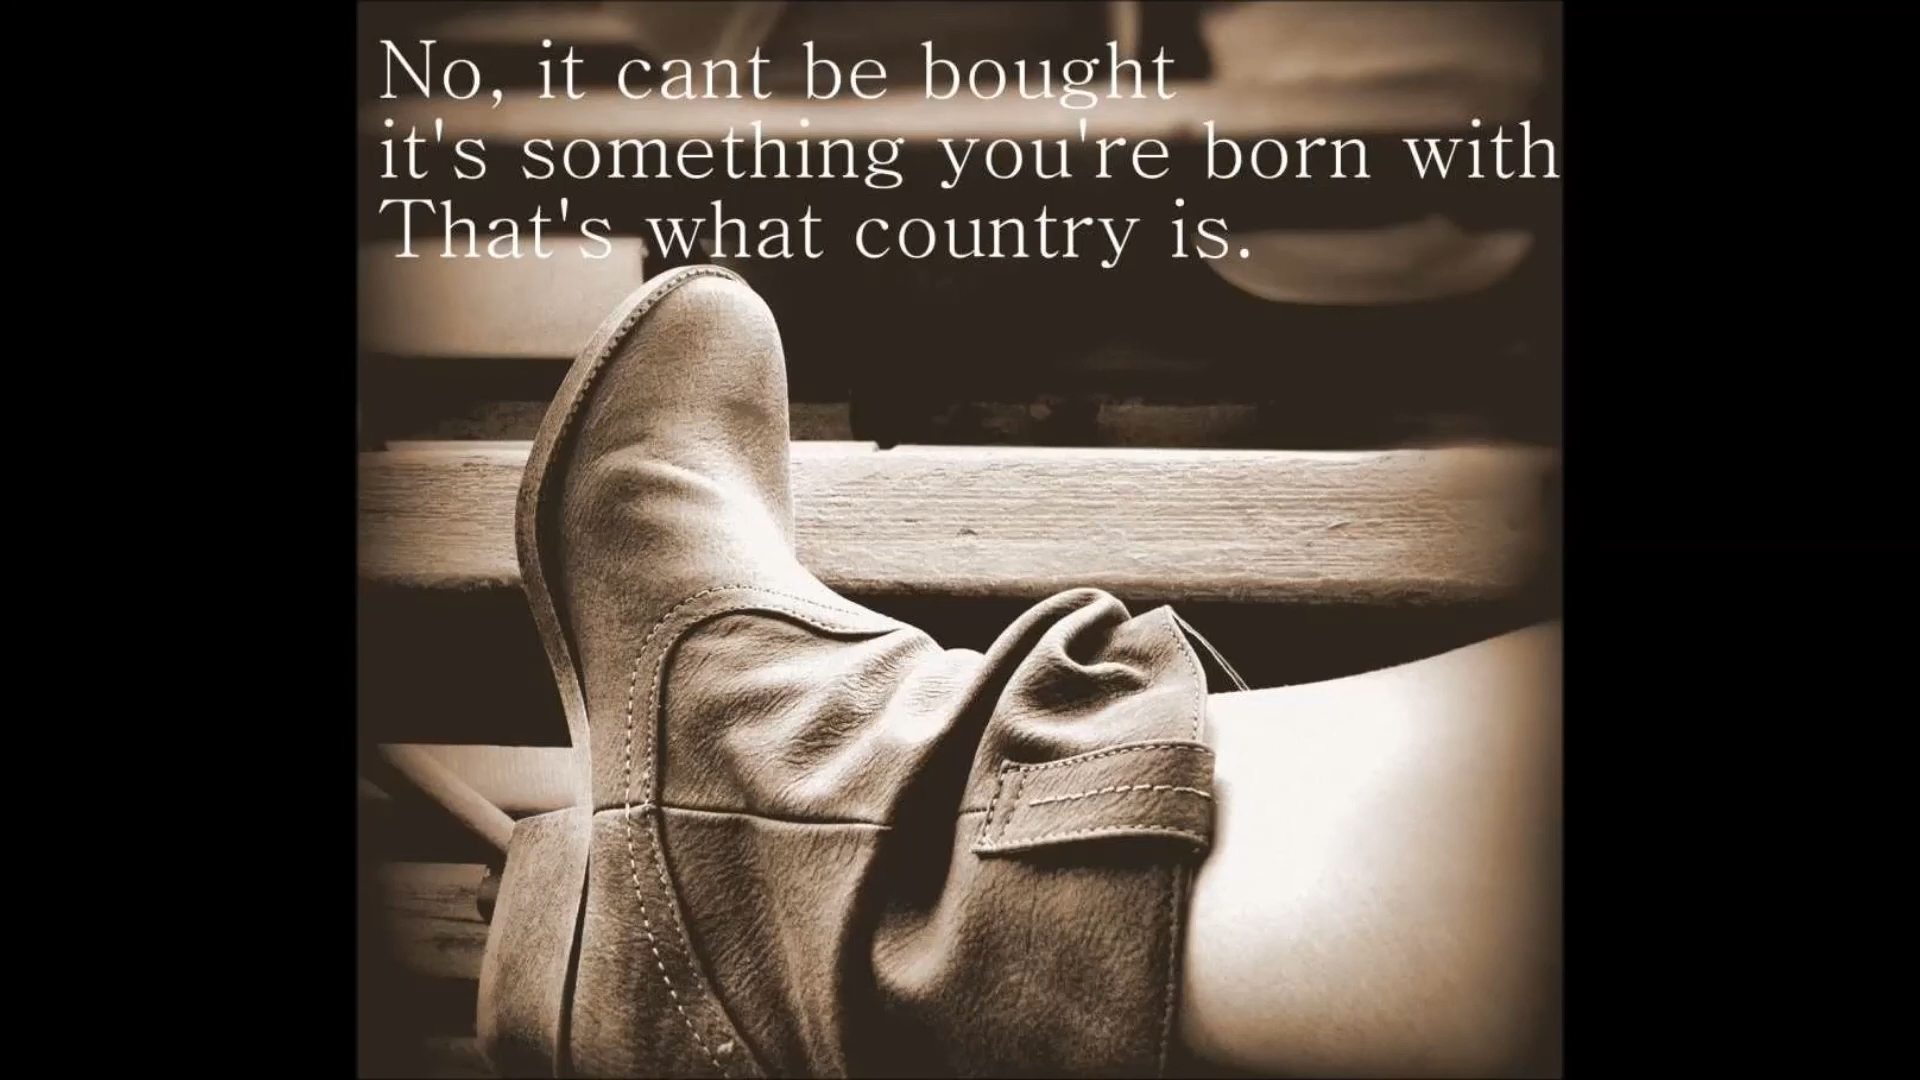 No, it cant be bought
it's something you're born with
That's what country is.